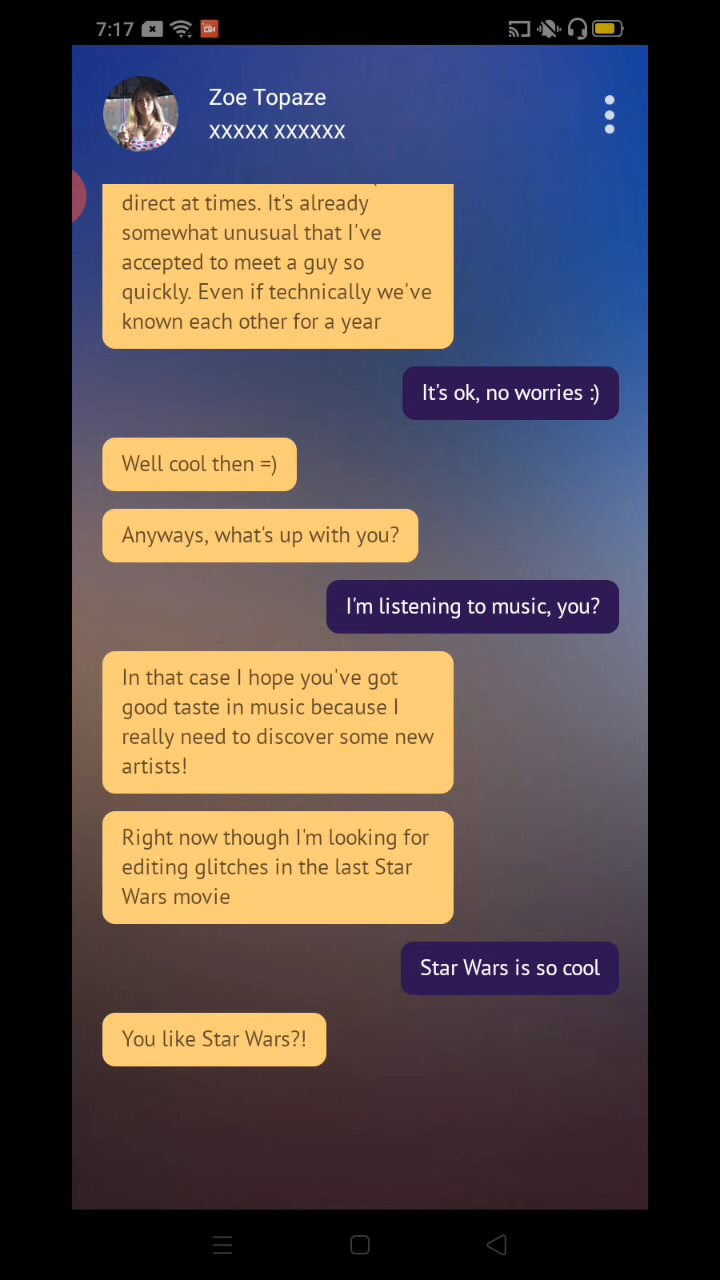 7:17
Zoe Topaze
XXXXX XXXXXX
direct at times. It's already
somewhat unusual that I've
accepted to meet a guy so
quickly. Even if technically we've
known each other for a year
It's ok, no worries :)
Well cool then =)
Anyways, what's up with you?
I'm listening to music, you?
In that case I hope you've got
good taste in music because I
really need to discover some new
artists!
Right now though I'm looking for
editing glitches in the last Star
Wars movie
Star Wars is so cool
You like Star Wars?!